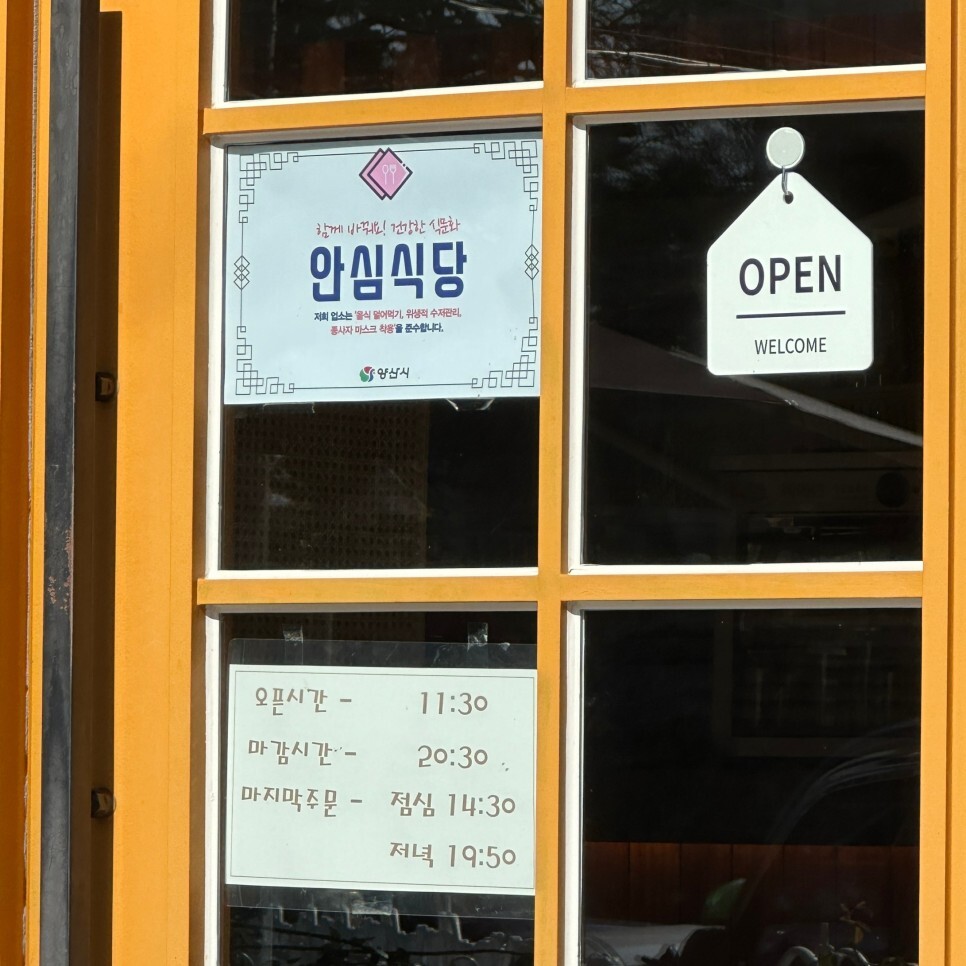 함께 바꿔요! 건강한 식문화
안심식당
저희 업소는 '음식 덜어먹기, 위생적 수저관리,
종사자 마스크 착용'을 준수합니다.
양산시
OPEN
WELCOME
오픈시간 - 11:30
마감시간 - 20:30
마지막주문 - 점심 14:30
저녁 19:50